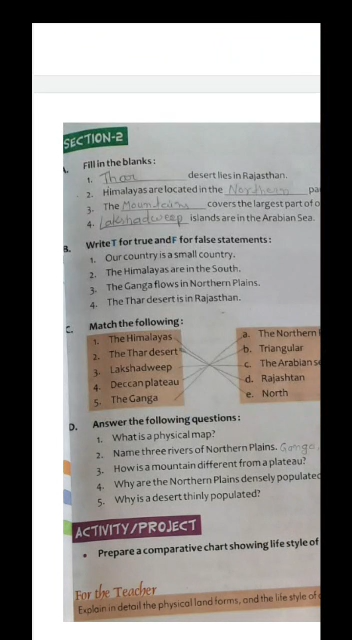 SECTION-2
A. Fill in the blanks:
1. Thaar desert lies in Rajasthan.
2. Himalayas are located in the Northern pa
3. The Mountains covers the largest part of o
4. Lakshadweep islands are in the Arabian Sea.
B. Write T for true and F for false statements:
1. Our country is a small country.
2. The Himalayas are in the South.
3. The Ganga flows in Northern Plains.
4. The Thar desert is in Rajasthan.
C. Match the following:
1. The Himalayas a. The Northern
2. The Thar desert b. Triangular
3. Lakshadweep c. The Arabian se
4. Deccan plateau d. Rajashtan
5. The Ganga e. North
D. Answer the following questions:
1. What is a physical map?
2. Name three rivers of Northern Plains. Ganga,
3. How is a mountain different from a plateau?
4. Why are the Northern Plains densely populated
5. Why is a desert thinly populated?
ACTIVITY/PROJECT
• Prepare a comparative chart showing life style of
For the Teacher
Explain in detail the physical land forms, and the life style of